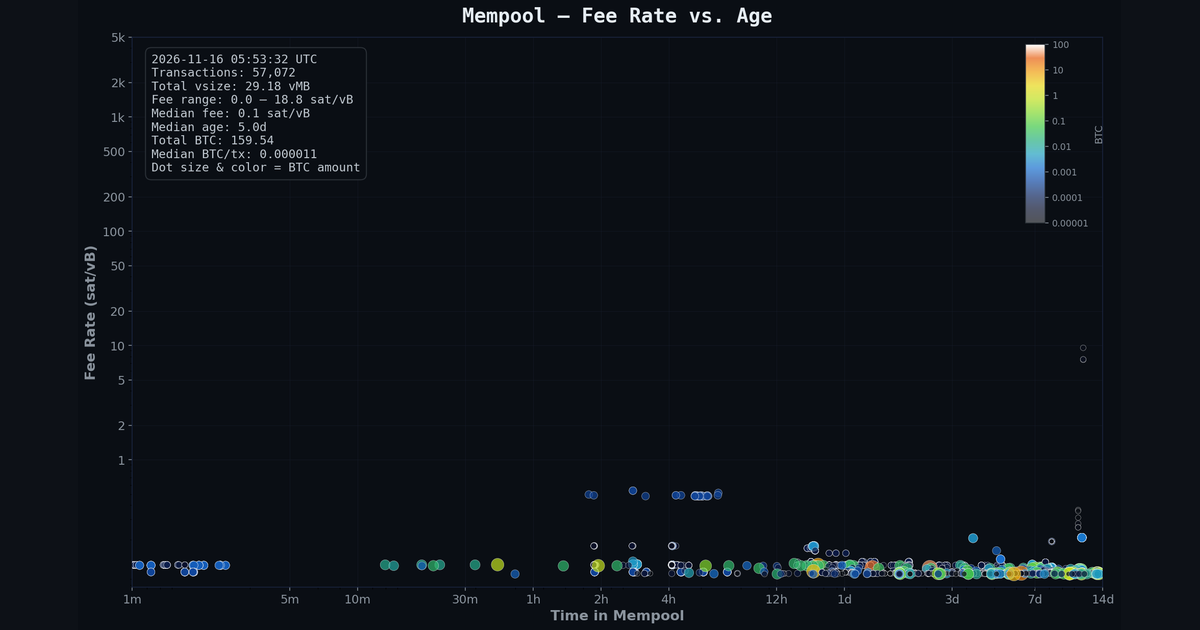 Mempool — Fee Rate vs. Age
2026-11-16 05:53:32 UTC
Transactions: 57,072
Total vsize: 29.18 vMB
Fee range: 0.0 — 18.8 sat/vB
Median fee: 0.1 sat/vB
Median age: 5.0d
Total BTC: 159.54
Median BTC/tx: 0.000011
Dot size & color = BTC amount
5k
2k
1k
500
200
100
50
20
10
5
2
1
Fee Rate (sat/vB)
100
10
1
0.1
0.01
0.001
0.0001
0.00001
BTC
1m 5m 10m 30m 1h 2h 4h 12h 1d 3d 7d 14d
Time in Mempool